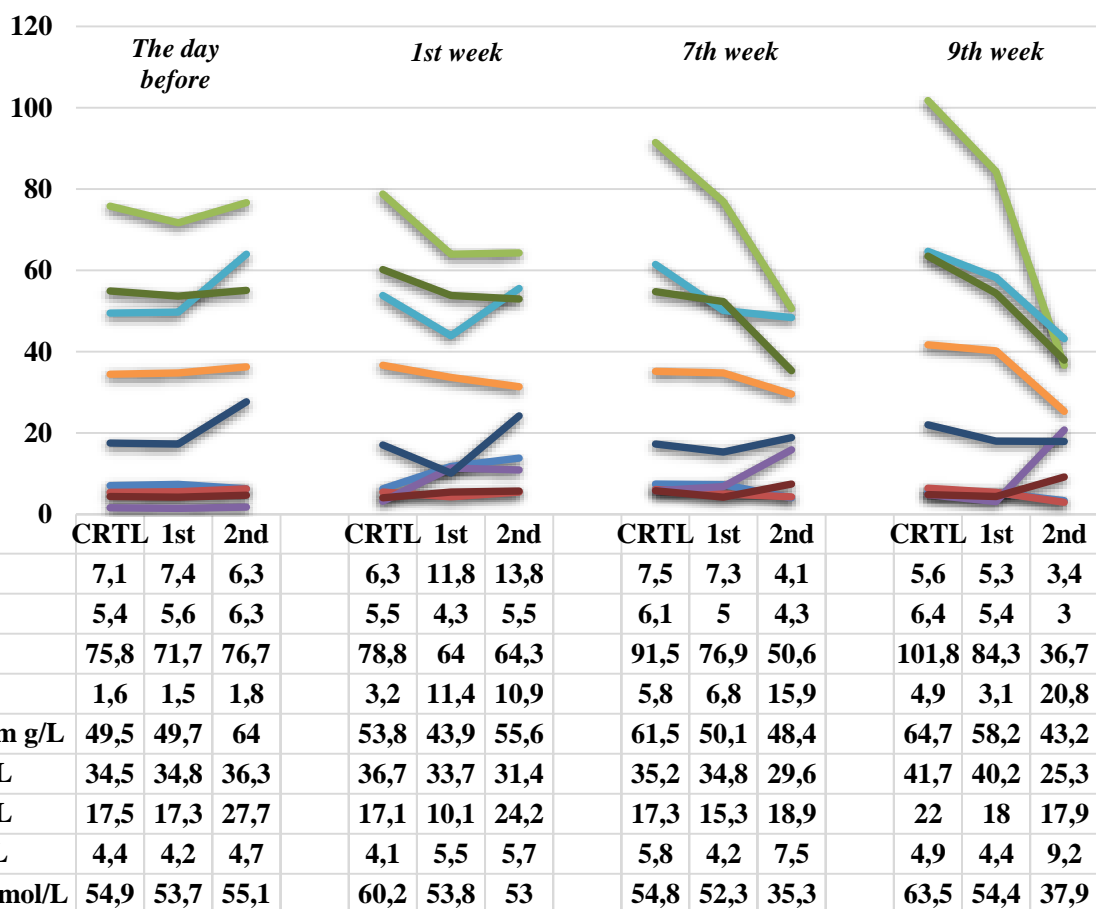 120
The day
before
1st week
7th week
9th week
100
80
60
40
20
0
CRTL 1st 2nd CRTL 1st 2nd CRTL 1st 2nd CRTL 1st 2nd
7,1 7,4 6,3 6,3 11,8 13,8 7,5 7,3 4,1 5,6 5,3 3,4
5,4 5,6 6,3 5,5 4,3 5,5 6,1 5 4,3 6,4 5,4 3
75,8 71,7 76,7 78,8 64 64,3 91,5 76,9 50,6 101,8 84,3 36,7
1,6 1,5 1,8 3,2 11,4 10,9 5,8 6,8 15,9 4,9 3,1 20,8
m g/L 49,5 49,7 64 53,8 43,9 55,6 61,5 50,1 48,4 64,7 58,2 43,2
L 34,5 34,8 36,3 36,7 33,7 31,4 35,2 34,8 29,6 41,7 40,2 25,3
L 17,5 17,3 27,7 17,1 10,1 24,2 17,3 15,3 18,9 22 18 17,9
L 4,4 4,2 4,7 4,1 5,5 5,7 5,8 4,2 7,5 4,9 4,4 9,2
mol/L 54,9 53,7 55,1 60,2 53,8 53 54,8 52,3 35,3 63,5 54,4 37,9